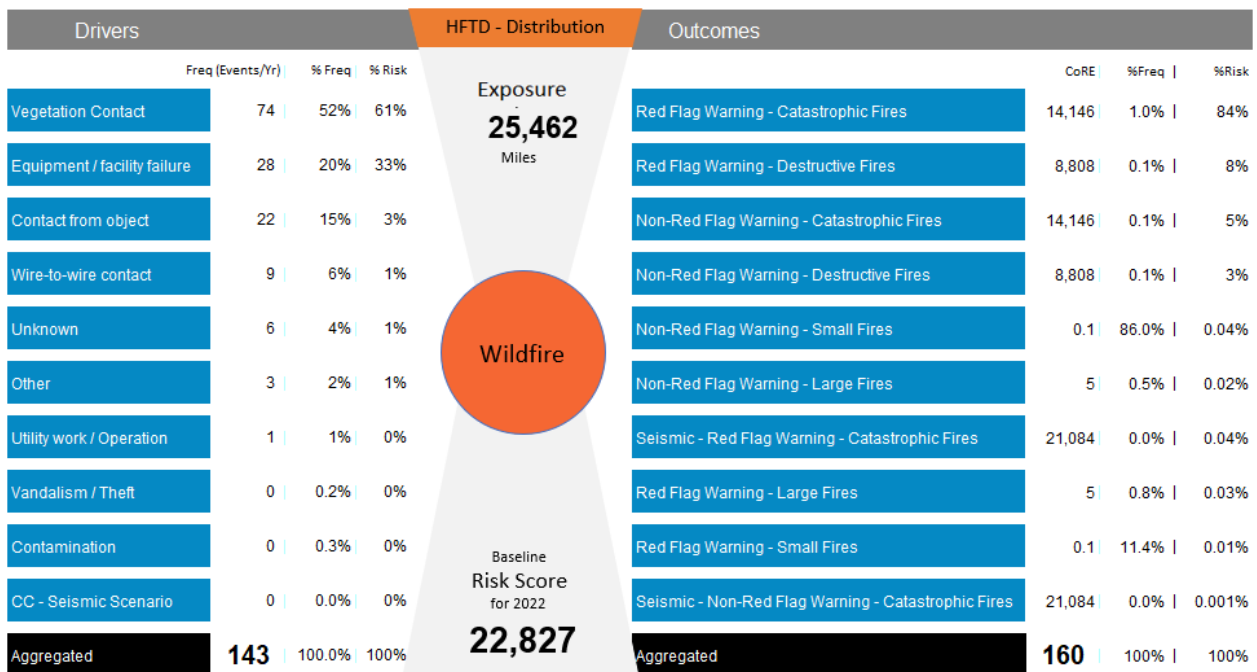 Drivers
HFTD - Distribution
Outcomes
Freq (Events/Yr) % Freq % Risk
Vegetation Contact 74 52% 61%
Equipment / facility failure 28 20% 33%
Contact from object 22 15% 3%
Wire-to-wire contact 9 6% 1%
Unknown 6 4% 1%
Other 3 2% 1%
Utility work / Operation 1 1% 0%
Vandalism / Theft 0 0.2% 0%
Contamination 0 0.3% 0%
CC - Seismic Scenario 0 0.0% 0%
Aggregated 143 100.0% 100%
Exposure
25,462
Miles
Wildfire
Baseline
Risk Score
for 2022
22,827
CoRE %Freq %Risk
Red Flag Warning - Catastrophic Fires 14,146 1.0% 84%
Red Flag Warning - Destructive Fires 8,808 0.1% 8%
Non-Red Flag Warning - Catastrophic Fires 14,146 0.1% 5%
Non-Red Flag Warning - Destructive Fires 8,808 0.1% 3%
Non-Red Flag Warning - Small Fires 0.1 86.0% 0.04%
Non-Red Flag Warning - Large Fires 5 0.5% 0.02%
Seismic - Red Flag Warning - Catastrophic Fires 21,084 0.0% 0.04%
Red Flag Warning - Large Fires 5 0.8% 0.03%
Red Flag Warning - Small Fires 0.1 11.4% 0.01%
Seismic - Non-Red Flag Warning - Catastrophic Fires 21,084 0.0% 0.001%
Aggregated 160 100% 100%